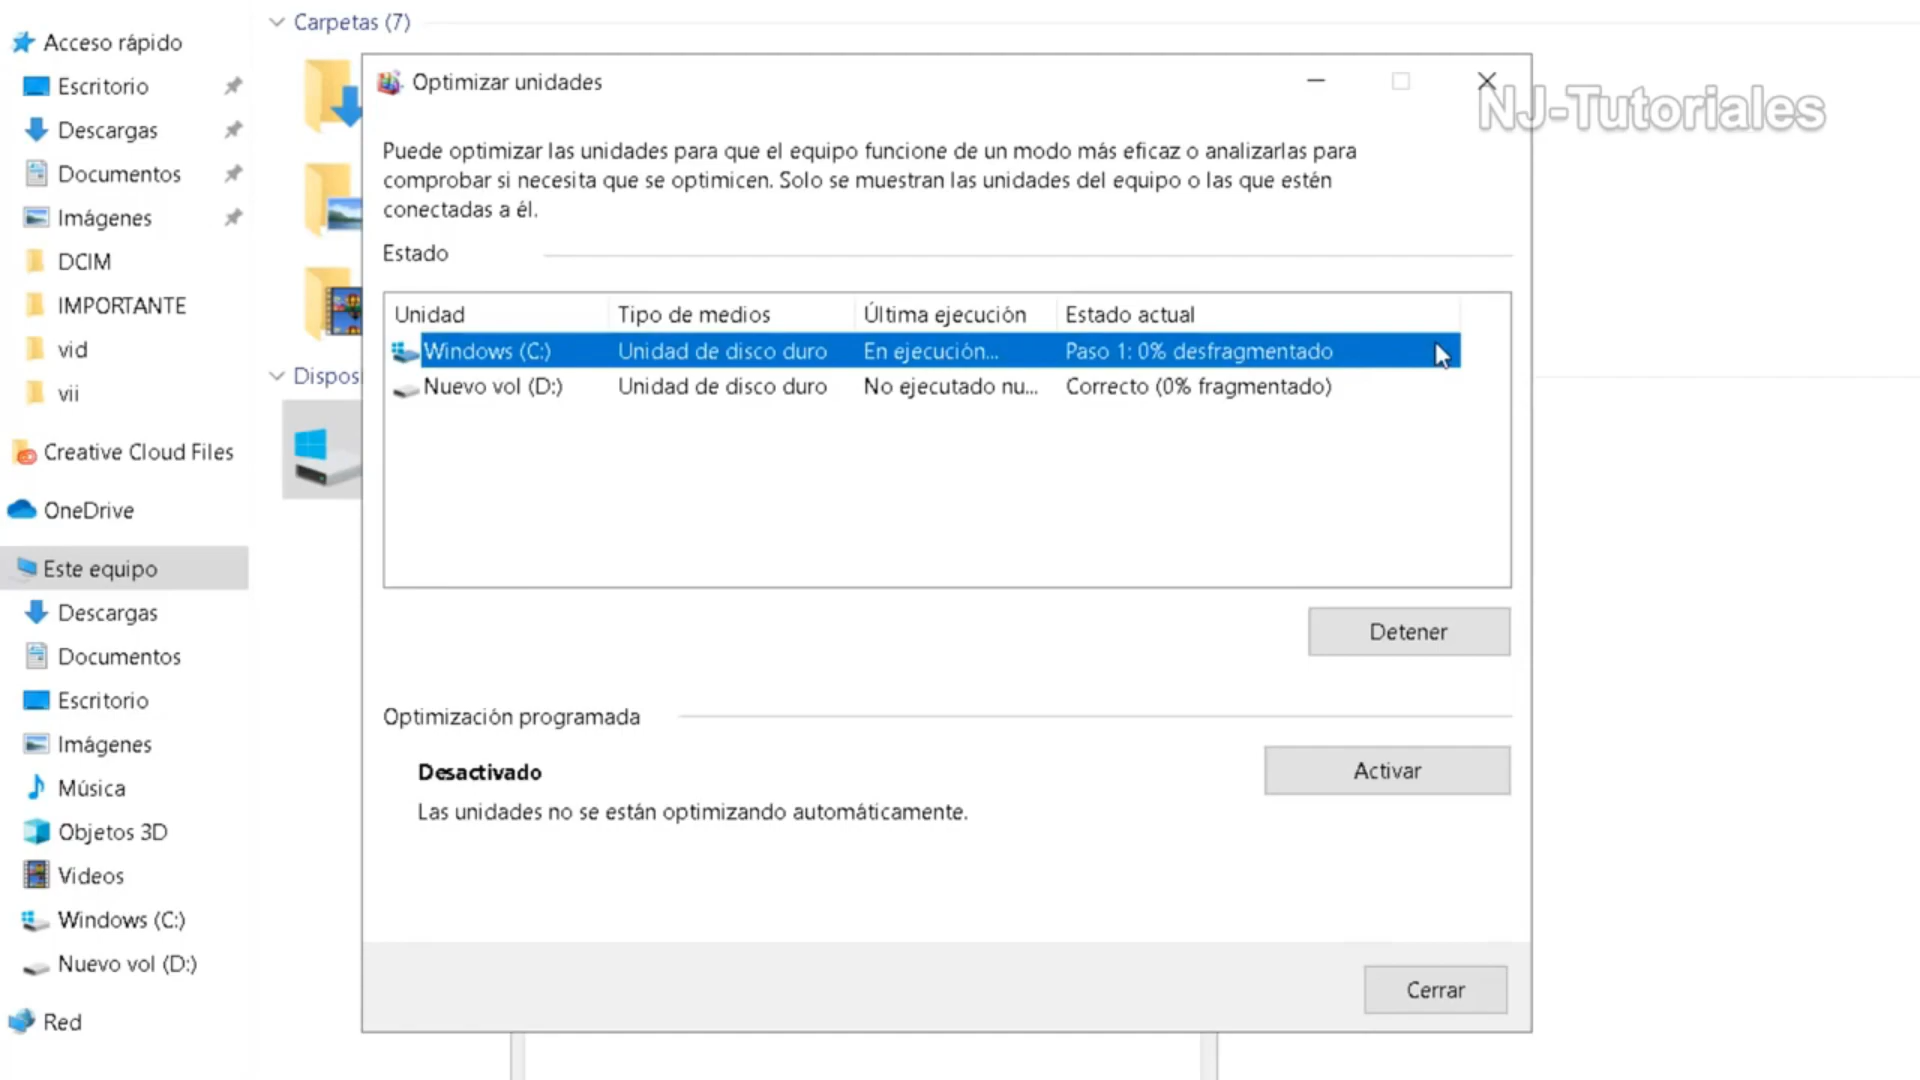 Acceso rápido
Escritorio
Descargas
Documentos
Imágenes
DCIM
IMPORTANTE
vid
vii
Creative Cloud Files
OneDrive
Este equipo
Descargas
Documentos
Escritorio
Imágenes
Música
Objetos 3D
Videos
Windows (C:)
Nuevo vol (D:)
Red
Carpetas (7)
Disposi
Optimizar unidades
NJ-Tutoriales
Puede optimizar las unidades para que el equipo funcione de un modo más eficaz o analizarlas para
comprobar si necesita que se optimicen. Solo se muestran las unidades del equipo o las que estén
conectadas a él.
Estado
Unidad Tipo de medios Última ejecución Estado actual
Windows (C:) Unidad de disco duro En ejecución... Paso 1: 0% desfragmentado
Nuevo vol (D:) Unidad de disco duro No ejecutado nu... Correcto (0% fragmentado)
Detener
Optimización programada
Desactivado
Activar
Las unidades no se están optimizando automáticamente.
Cerrar